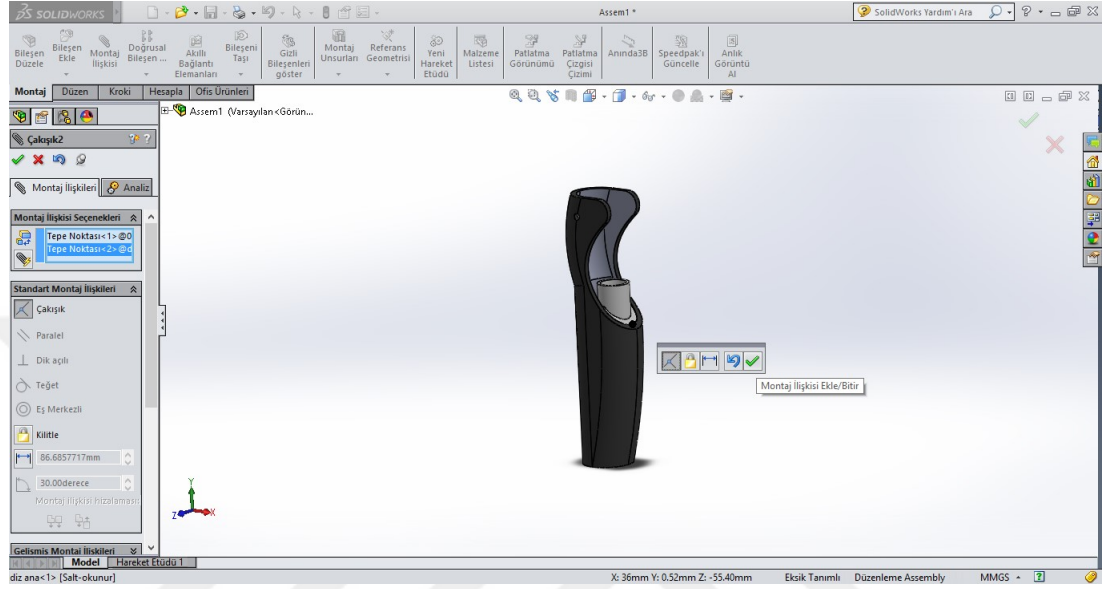 SOLIDWORKS
Assem1 *
SolidWorks Yardım'ı Ara
Bileşen Düzele
Bileşen Ekle
Montaj İlişkisi
Doğrusal Bileşen ...
Akıllı Bağlantı Elemanları
Bileşeni Taşı
Gizli Bileşenleri göster
Montaj Unsurları
Referans Geometrisi
Yeni Hareket Etüdü
Malzeme Listesi
Patlatma Görünümü
Patlatma Çizgisi Çizimi
Anında3B
Speedpak'i Güncelle
Anlık Görüntü Al
Montaj Düzen Kroki Hesapla Ofis Ürünleri
Assem1 (Varsayılan<Görün...
Çakışık2
Montaj İlişkileri Analiz
Montaj İlişkisi Seçenekleri
Tepe Noktası<1>@0
Tepe Noktası<2>@d
Standart Montaj İlişkileri
Çakışık
Paralel
Dik açılı
Teğet
Eş Merkezli
Kilitle
86.6857717mm
30.00derece
Montaj ilişkisi hizalaması:
Montaj İlişkisi Ekle/Bitir
Y
Z X
Gelişmiş Montaj İlişkileri
Model Hareket Etüdü 1
diz ana<1> [Salt-okunur]
X: 36mm Y: 0.52mm Z: -55.40mm Eksik Tanımlı Düzenleme Assembly MMGS